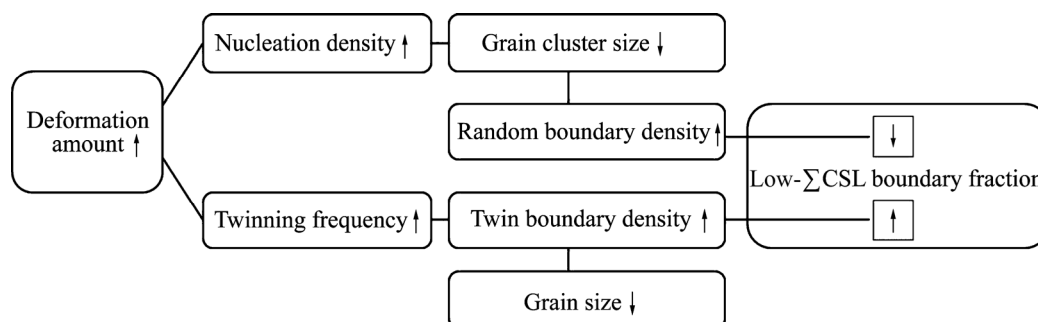 Nucleation density ↑
Grain cluster size ↓
Deformation
amount ↑
Random boundary density ↑
↓
Low-∑CSL boundary fraction
Twinning frequency ↑
Twin boundary density ↑
↑
Grain size ↓